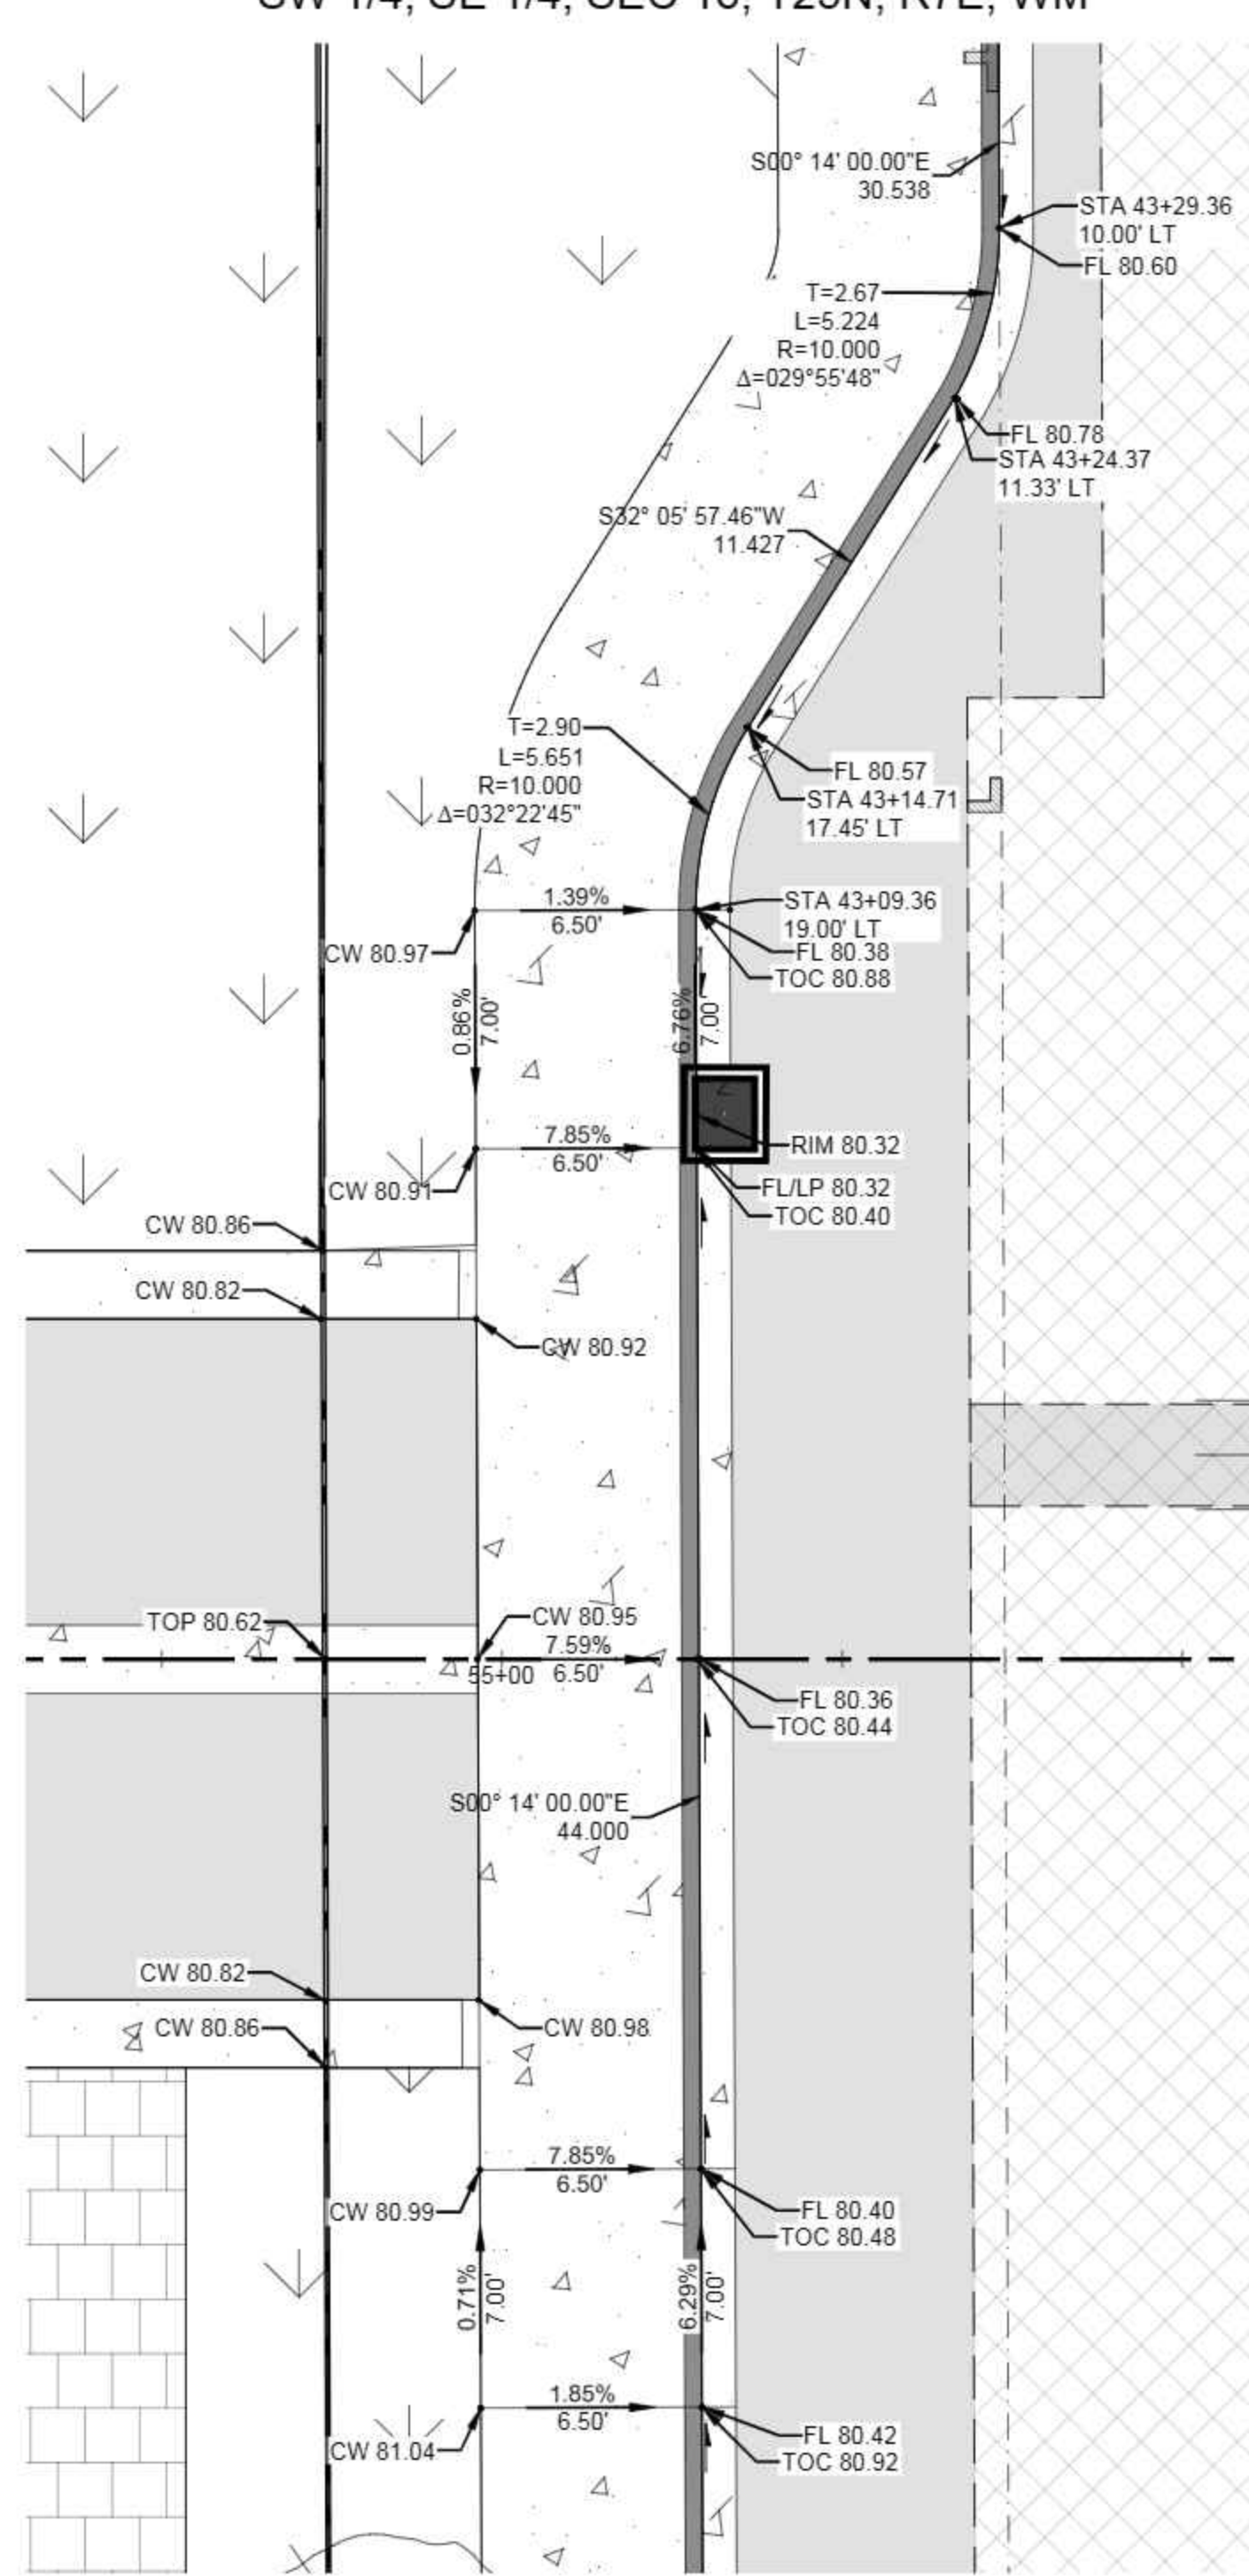 S00° 14' 00.00"E
30.538
STA 43+29.36
10.00' LT
FL 80.60
T=2.67
L=5.224
R=10.000
Δ=029°55'48"
FL 80.78
STA 43+24.37
11.33' LT
S32° 05' 57.46"W
11.427
T=2.90
L=5.651
R=10.000
Δ=032°22'45"
FL 80.57
STA 43+14.71
17.45' LT
1.39%
6.50'
STA 43+09.36
19.00' LT
FL 80.38
TOC 80.88
CW 80.97
0.86%
7.00'
6.76%
7.00'
7.85%
6.50'
RIM 80.32
FL/LP 80.32
TOC 80.40
CW 80.91
CW 80.86
CW 80.82
CW 80.92
TOP 80.62
CW 80.95
7.59%
55+00 6.50'
FL 80.36
TOC 80.44
S00° 14' 00.00"E
44.000
CW 80.82
CW 80.86
CW 80.98
7.85%
6.50'
CW 80.99
FL 80.40
TOC 80.48
0.71%
7.00'
6.29%
7.00'
1.85%
6.50'
CW 81.04
FL 80.42
TOC 80.92